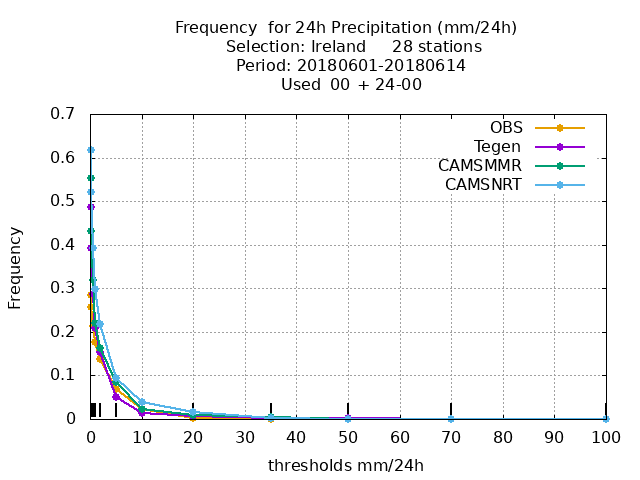 Frequency  for 24h Precipitation (mm/24h)
Selection: Ireland     28 stations
Period: 20180601-20180614
Used  00 + 24-00
0.7
0.6
0.5
0.4
0.3
0.2
0.1
0
Frequency
OBS
Tegen
CAMSMMR
CAMSNRT
0 10 20 30 40 50 60 70 80 90 100
thresholds mm/24h